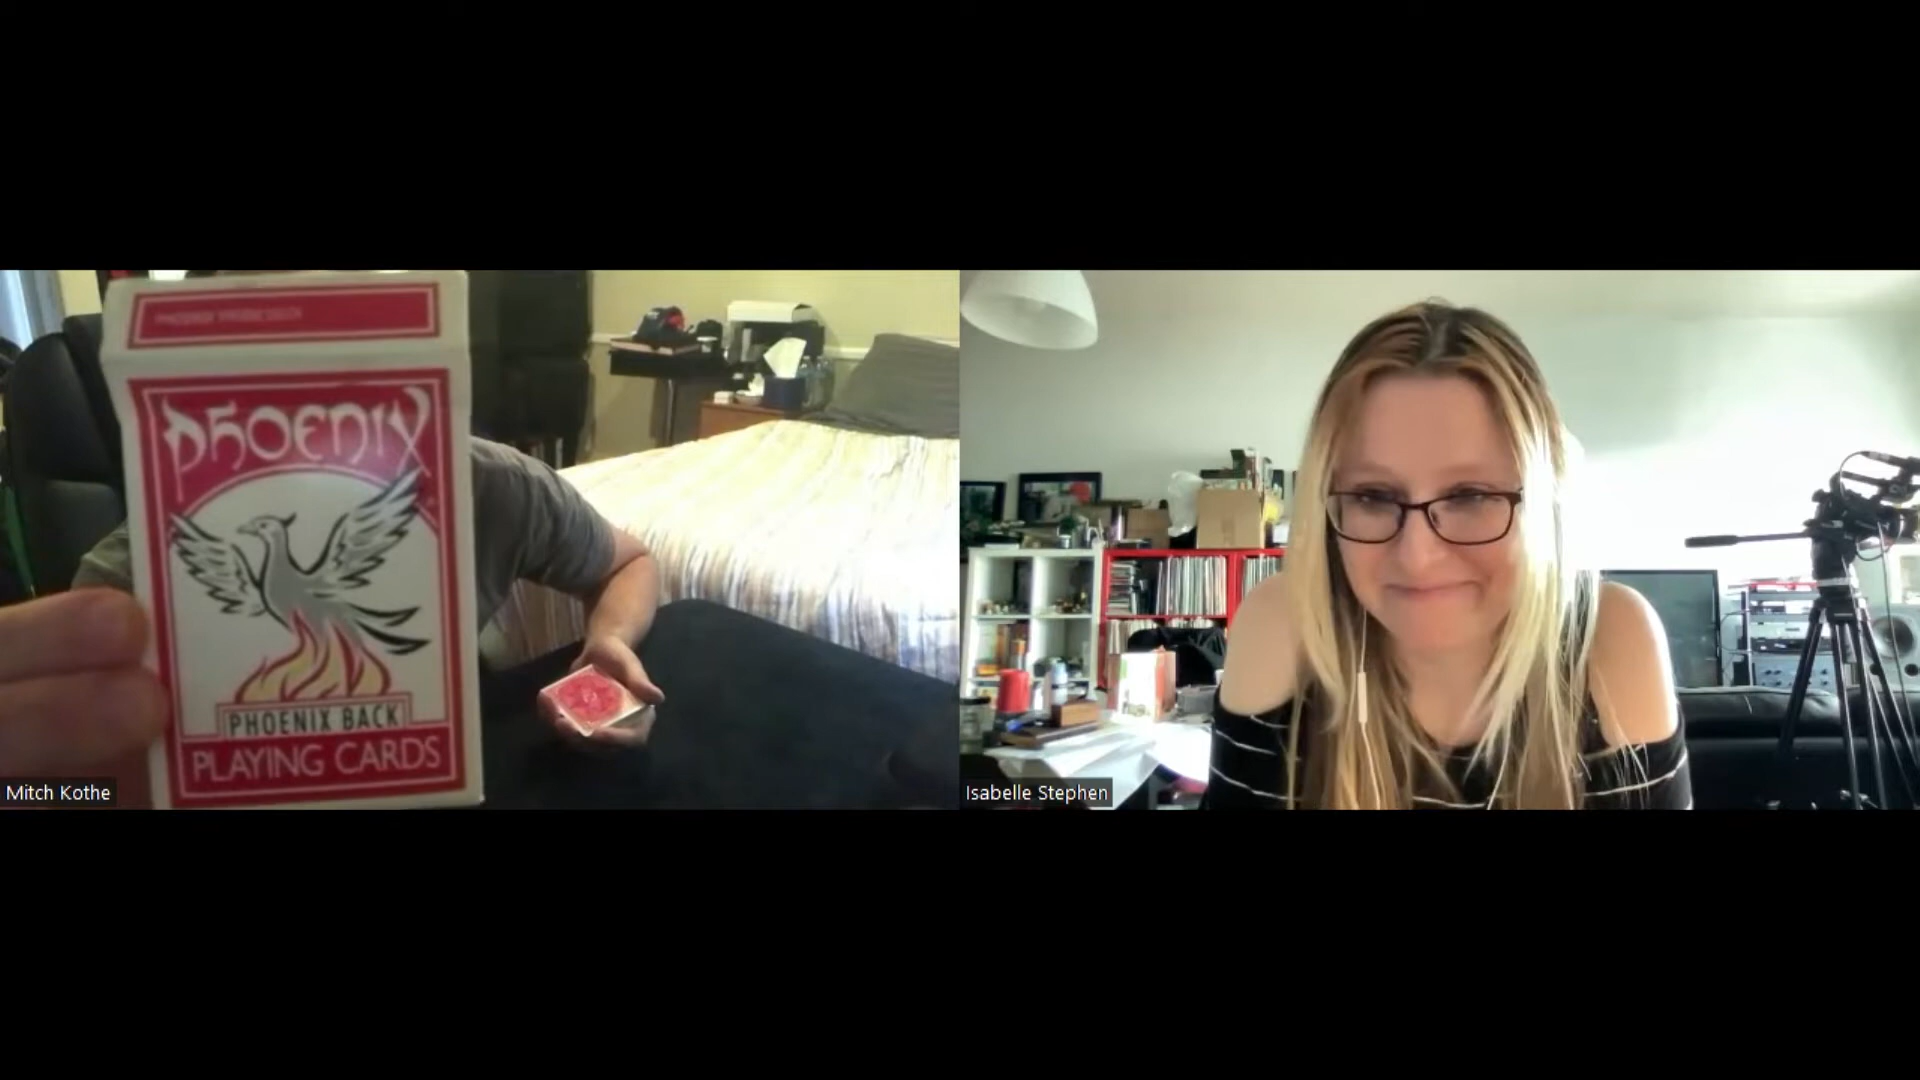 PHOENIX
PHOENIX BACK
PLAYING CARDS
Mitch Kothe
Isabelle Stephen